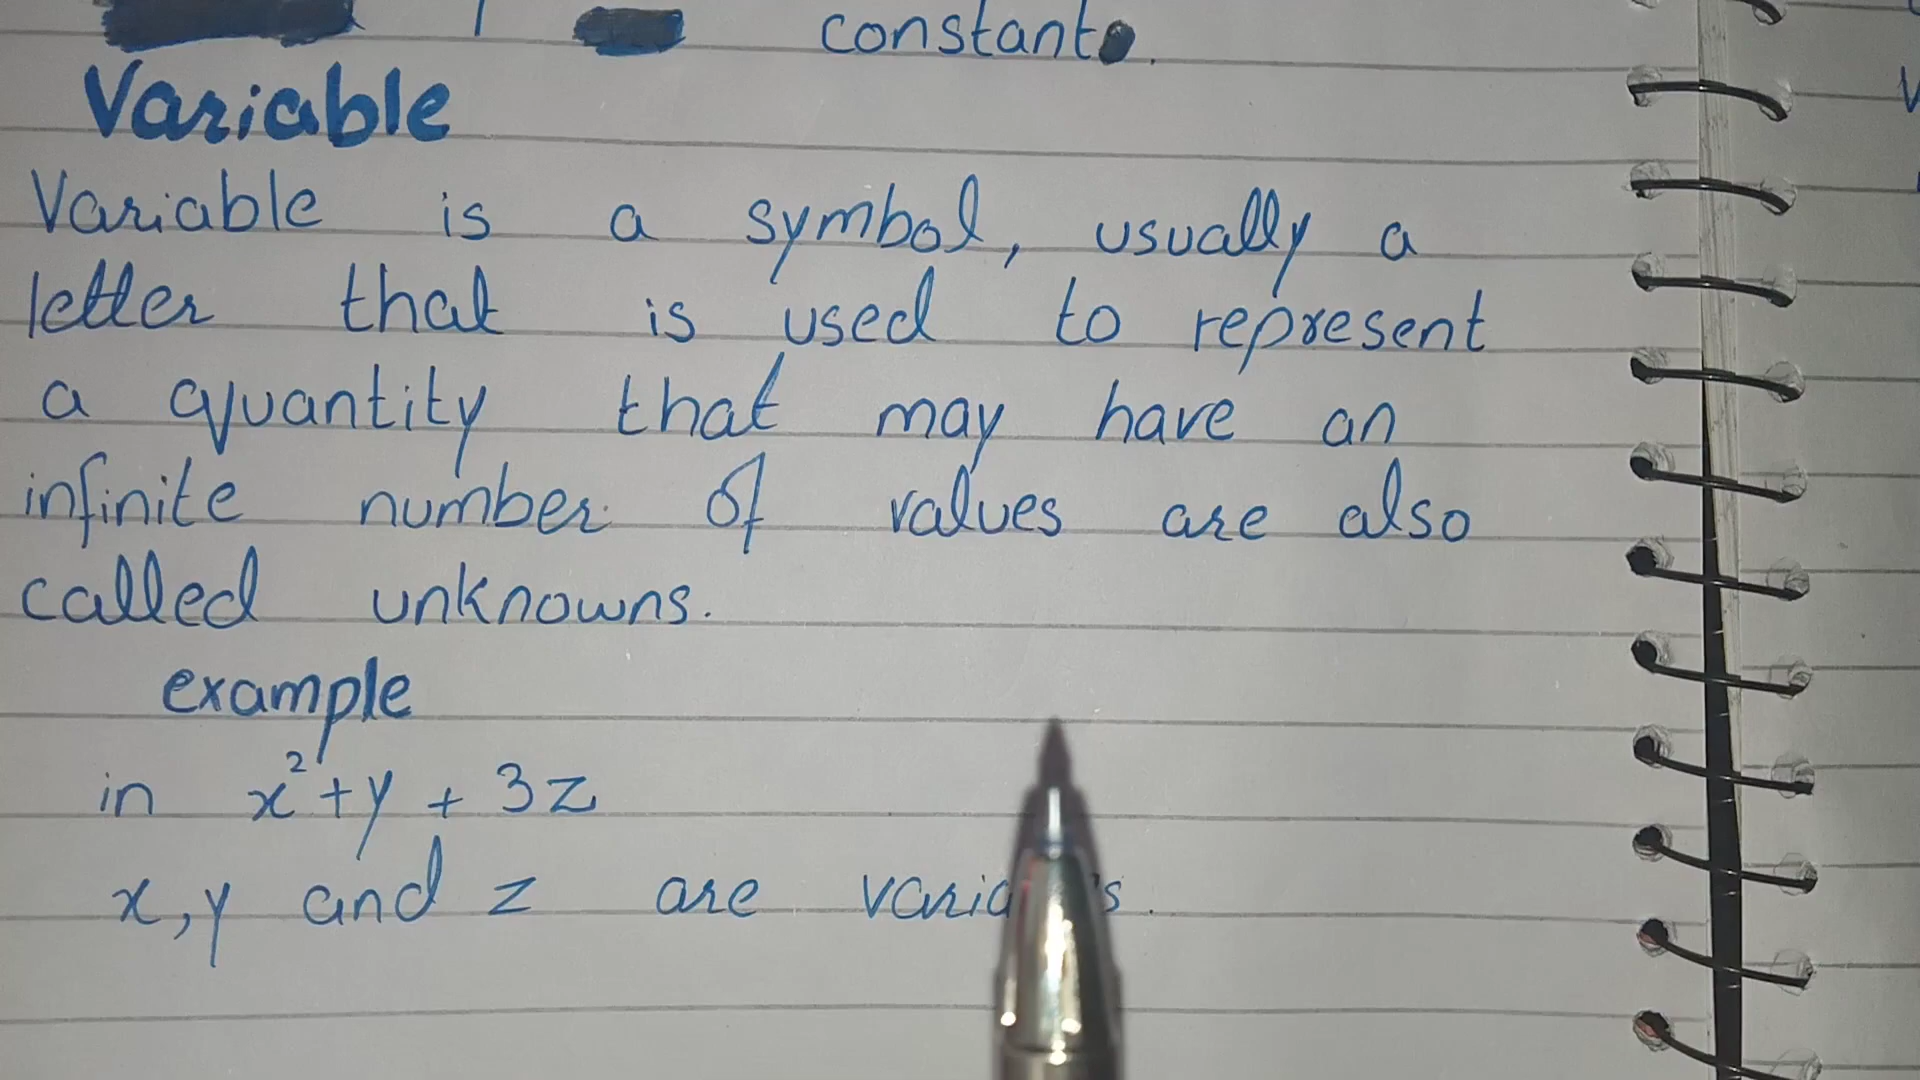 constant.
Variable
Variable is a symbol, usually a
letter that is used to represent
a quantity that may have an
infinite number of values are also
called unknowns.
example
in x²+y + 3z
x,y and z are